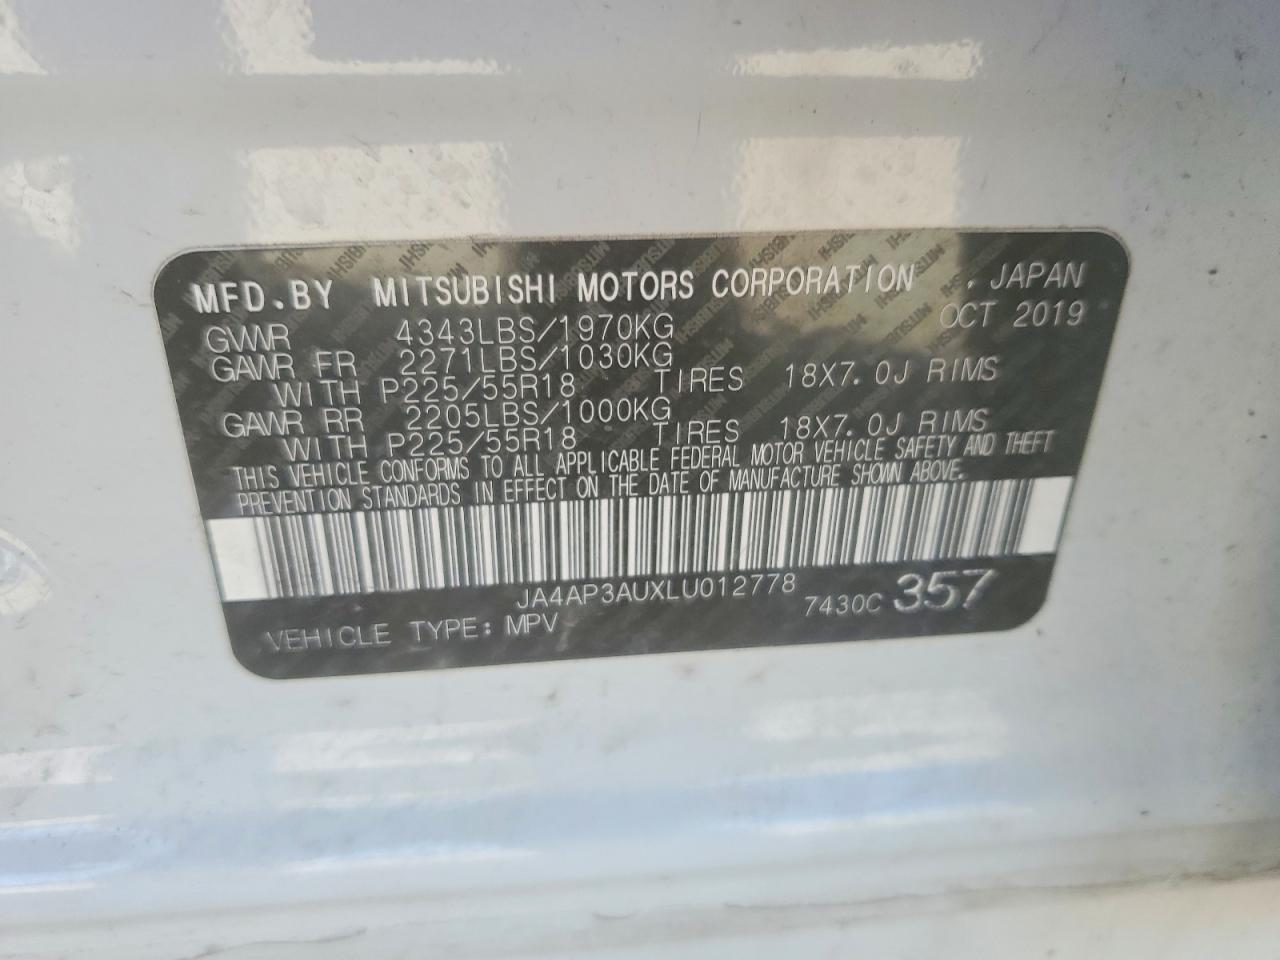 MFD.BY MITSUBISHI MOTORS CORPORATION , JAPAN
GVWR 4343LBS/1970KG OCT 2019
GAWR FR 2271LBS/1030KG
WITH P225/55R18 TIRES 18X7.0J RIMS
GAWR RR 2205LBS/1000KG
WITH P225/55R18 TIRES 18X7.0J RIMS
THIS VEHICLE CONFORMS TO ALL APPLICABLE FEDERAL MOTOR VEHICLE SAFETY AND THEFT
PREVENTION STANDARDS IN EFFECT ON THE DATE OF MANUFACTURE SHOWN ABOVE.
JA4AP3AUXLU012778
VEHICLE TYPE: MPV 7430C 357